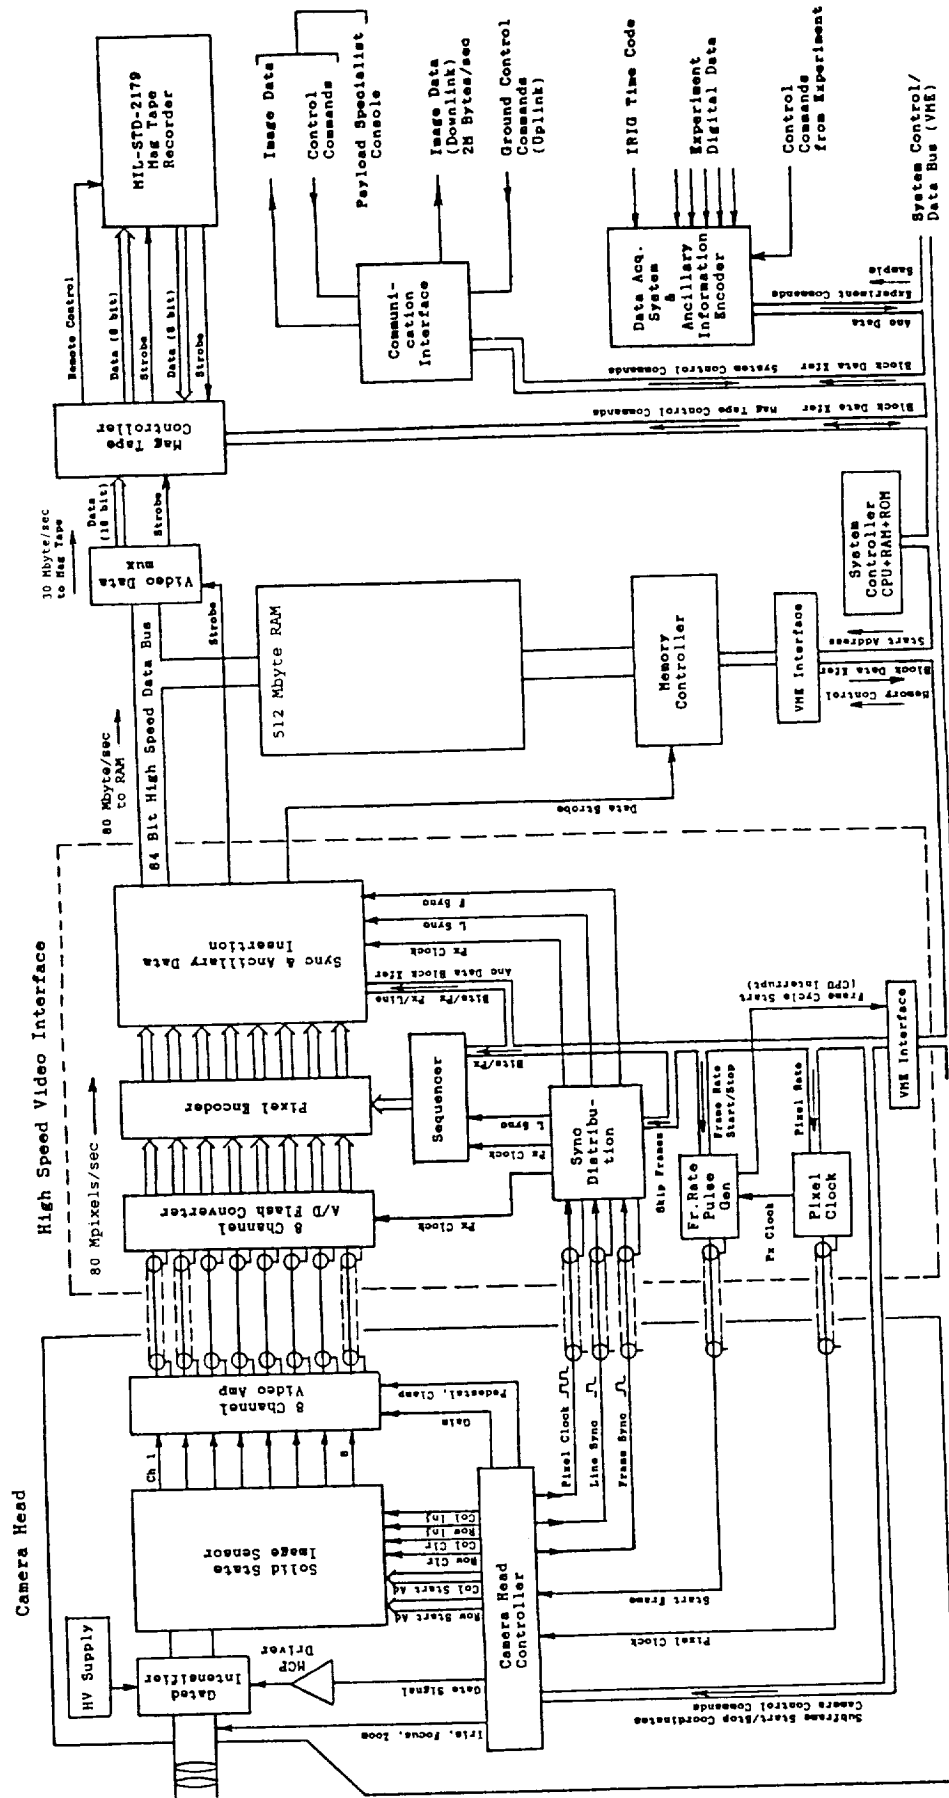 Camera Head
High Speed Video Interface
HV Supply
Gated
Intensifier
MCP
Driver
Gate Signal
Iris, Focus, Zoom
Solid State
Image Sensor
Row Start Ad
Col Start Ad
Row Clr
Col Clr
Row Inj
Col Inj
Ch 1
8
8 Channel
Video Amp
Gain
Pedestal, Clamp
Camera Head
Controller
Pixel Clock
Line Sync
Frame Sync
Start Frame
Pixel Clock
Camera Control Commands
Subframe Start/Stop Coordinates
80 Mpixels/sec
8 Channel
A/D Flash Converter
Px Clock
Pixel Encoder
Sequencer
Bits/Px
Px Clock
L Sync
Sync
Distribu-
tion
Skip Frames
Fr.Rate
Pulse
Gen
Frame Rate
Start/Stop
Px Clock
Pixel
Clock
Pixel Rate
Frame Cycle Start
(CPU Interrupt)
VME Interface
Sync & Ancillary Data
Insertion
Bits/Px, Px/Line
Anc Data Block Xfer
Px Clock
L Sync
F Sync
80 Mbyte/sec
to RAM
64 Bit High Speed Data Bus
Strobe
Data Strobe
512 Mbyte RAM
Memory
Controller
VME Interface
Memory Control
Block Data Xfer
Start Address
System
Controller
CPU+RAM+ROM
30 Mbyte/sec
to Mag Tape
Video Data
mux
Data
(16 bit)
Strobe
Mag Tape
Controller
Remote Control
Data (8 bit)
Strobe
Data (8 bit)
Strobe
MIL-STD-2179
Mag Tape
Recorder
Block Data Xfer
Mag Tape Control Commands
Block Data Xfer
System Control Commands
Communi-
cation
Interface
Image Data
Control
Commands
Payload Specialist
Console
Image Data
(Downlink)
2M Bytes/sec
Ground Control
Commands
(Uplink)
Data Acq.
System
&
Ancillary
Information
Encoder
IRIG Time Code
Experiment
Digital Data
Control
Commands
from Experiment
Anc Data
Experiment Commands
Sample
System Control/
Data Bus (VME)